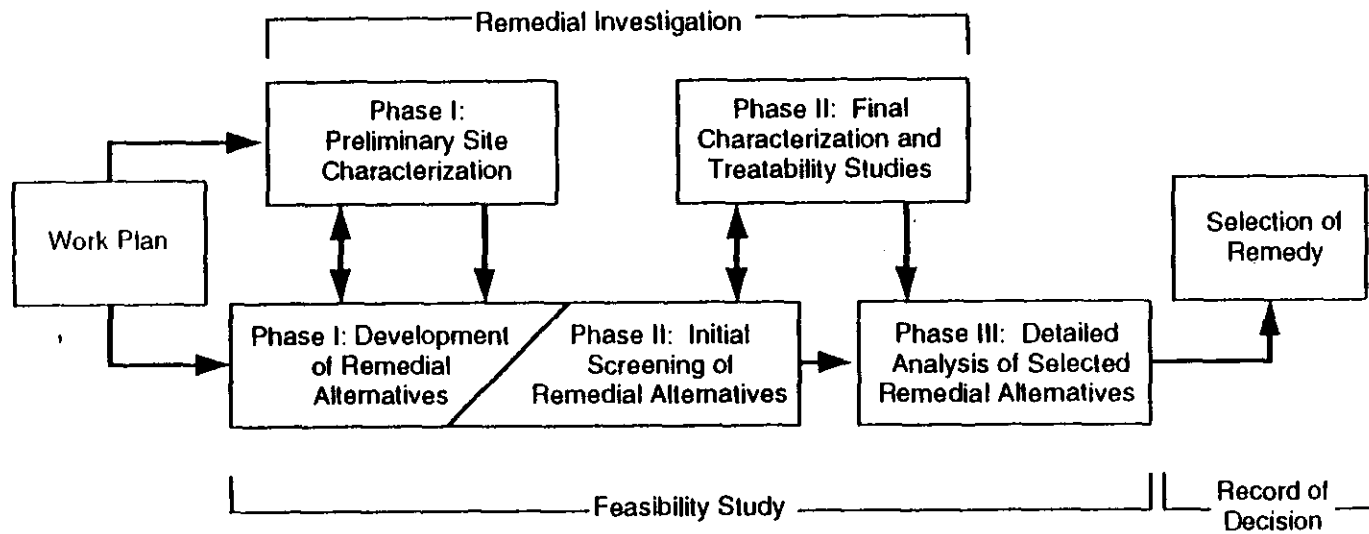 Remedial Investigation
Phase I:
Preliminary Site
Characterization
Phase II: Final
Characterization and
Treatability Studies
Work Plan
Selection of
Remedy
Phase I: Development
of Remedial
Alternatives
Phase II: Initial
Screening of
Remedial Alternatives
Phase III: Detailed
Analysis of Selected
Remedial Alternatives
Feasibility Study
Record of
Decision